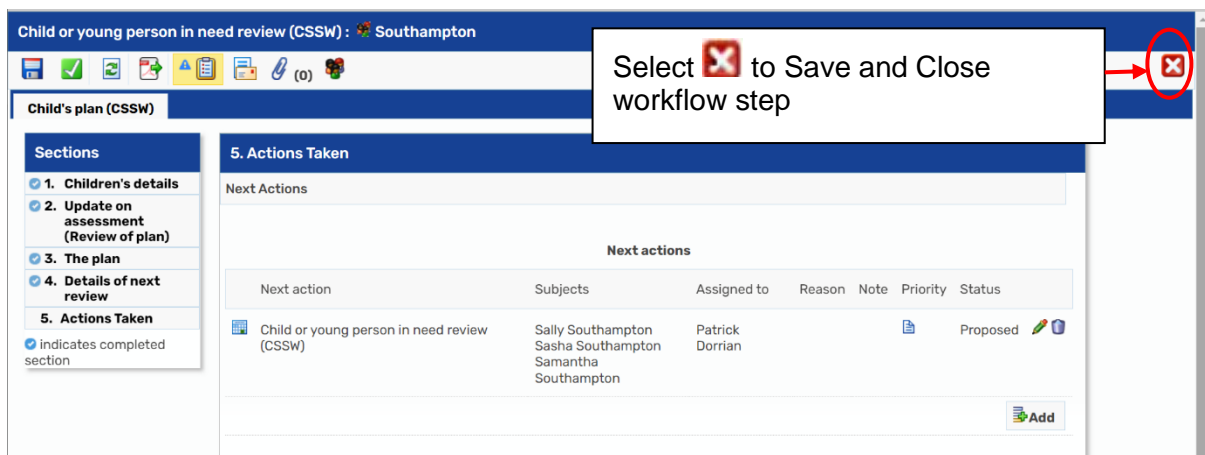 Child or young person in need review (CSSW) : Southampton
Select to Save and Close
workflow step
(0)
Child's plan (CSSW)
Sections
1. Children's details
2. Update on
assessment
(Review of plan)
3. The plan
4. Details of next
review
5. Actions Taken
indicates completed
section
5. Actions Taken
Next Actions
Next actions
Next action Subjects Assigned to Reason Note Priority Status
Child or young person in need review Sally Southampton Patrick Proposed
(CSSW) Sasha Southampton Dorrian
Samantha
Southampton
Add